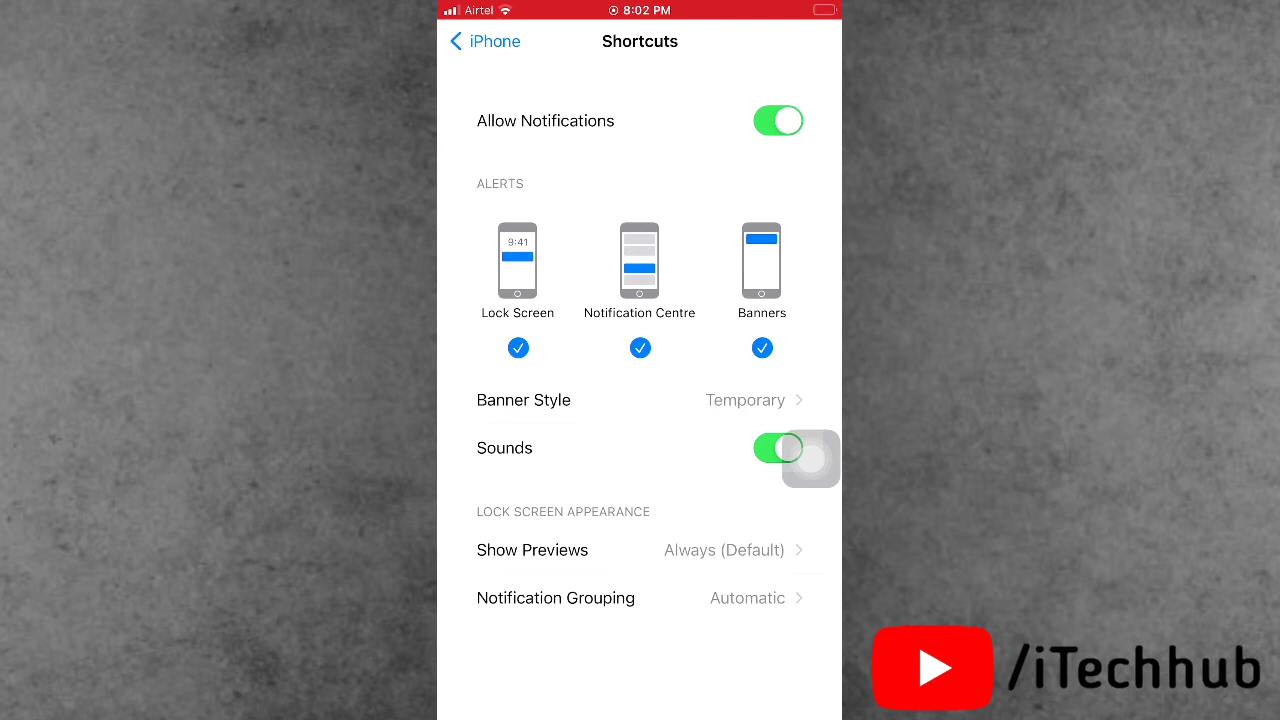 Airtel 8:02 PM
iPhone Shortcuts
Allow Notifications
ALERTS
9:41
Lock Screen Notification Centre Banners
Banner Style Temporary
Sounds
LOCK SCREEN APPEARANCE
Show Previews Always (Default)
Notification Grouping Automatic
/iTechhub